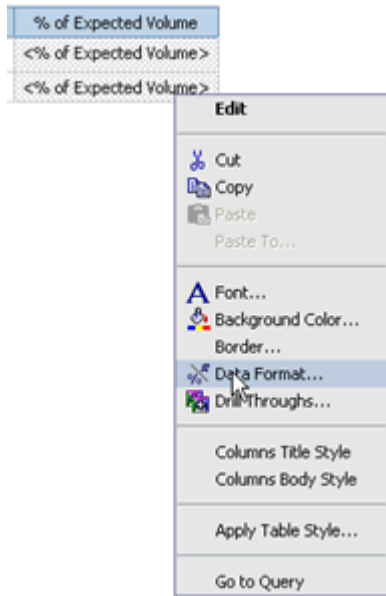 % of Expected Volume
<% of Expected Volume>
<% of Expected Volume>
Edit
Cut
Copy
Paste
Paste To...
Font...
Background Color...
Border...
Data Format...
Drill-Throughs...
Columns Title Style
Columns Body Style
Apply Table Style...
Go to Query